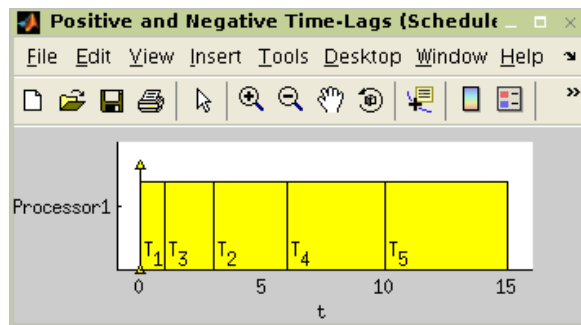 Positive and Negative Time-Lags (Schedule
File Edit View Insert Tools Desktop Window Help
Processor1
T1 T3 T2 T4 T5
0 5 10 15
t